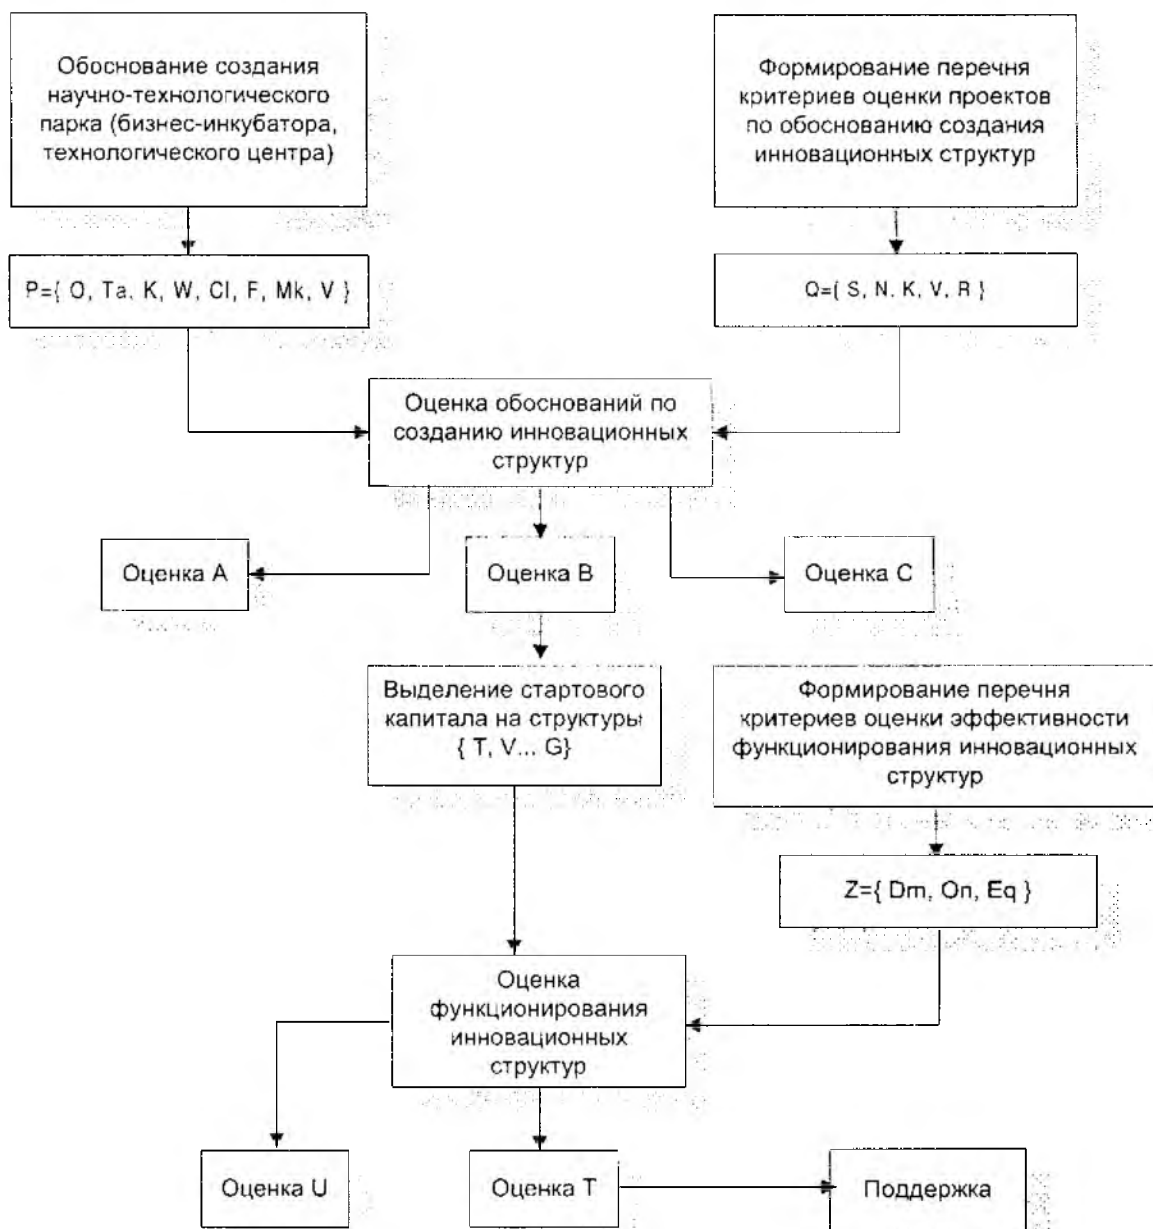 Обоснование создания
научно-технологического
парка (бизнес-инкубатора,
технологического центра)
Формирование перечня
критериев оценки проектов
по обоснованию создания
инновационных структур
P={ O, Ta. K, W, Cl, F, Mk, V }
Q=( S, N. K, V, R }
Оценка обоснований по
созданию инновационных
структур
Оценка A
Оценка B
Оценка C
Выделение стартового
капитала на структуры
{ T, V... G}
Формирование перечня
критериев оценки эффективности
функционирования инновационных
структур
Z={ Dm, On, Eq }
Оценка
функционирования
инновационных
структур
Оценка U
Оценка T
Поддержка